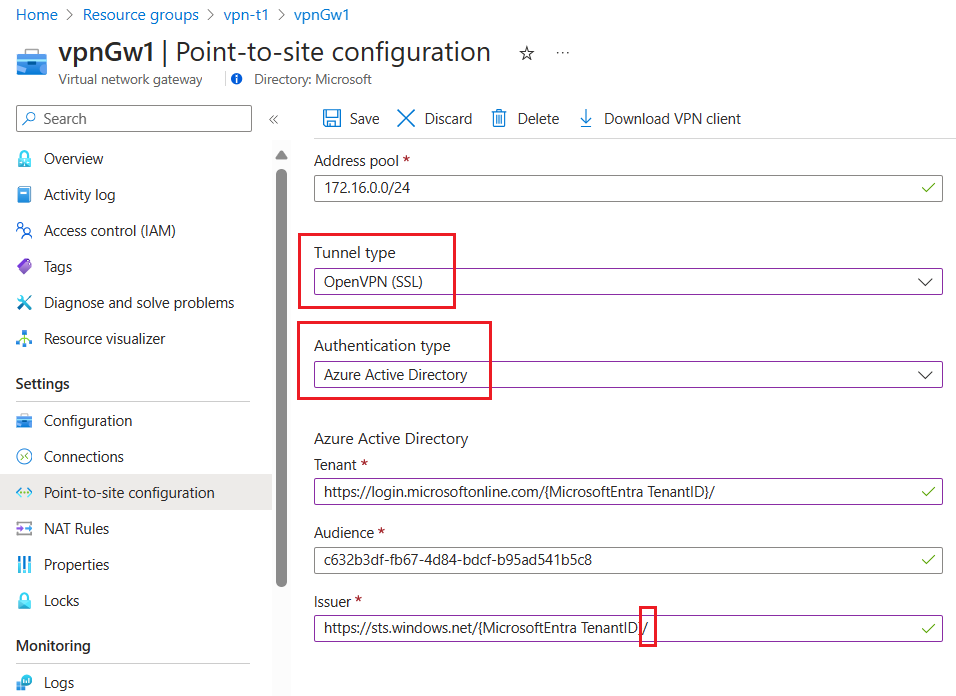 Home > Resource groups > vpn-t1 > vpnGw1
vpnGw1 | Point-to-site configuration
Virtual network gateway
Directory: Microsoft
Search
«
Save
Discard
Delete
Download VPN client
Overview
Activity log
Access control (IAM)
Tags
Diagnose and solve problems
Resource visualizer
Settings
Configuration
Connections
Point-to-site configuration
NAT Rules
Properties
Locks
Monitoring
Logs
Address pool *
172.16.0.0/24
Tunnel type
OpenVPN (SSL)
Authentication type
Azure Active Directory
Azure Active Directory
Tenant *
https://login.microsoftonline.com/{MicrosoftEntra TenantID}/
Audience *
c632b3df-fb67-4d84-bdcf-b95ad541b5c8
Issuer *
https://sts.windows.net/{MicrosoftEntra TenantID}/